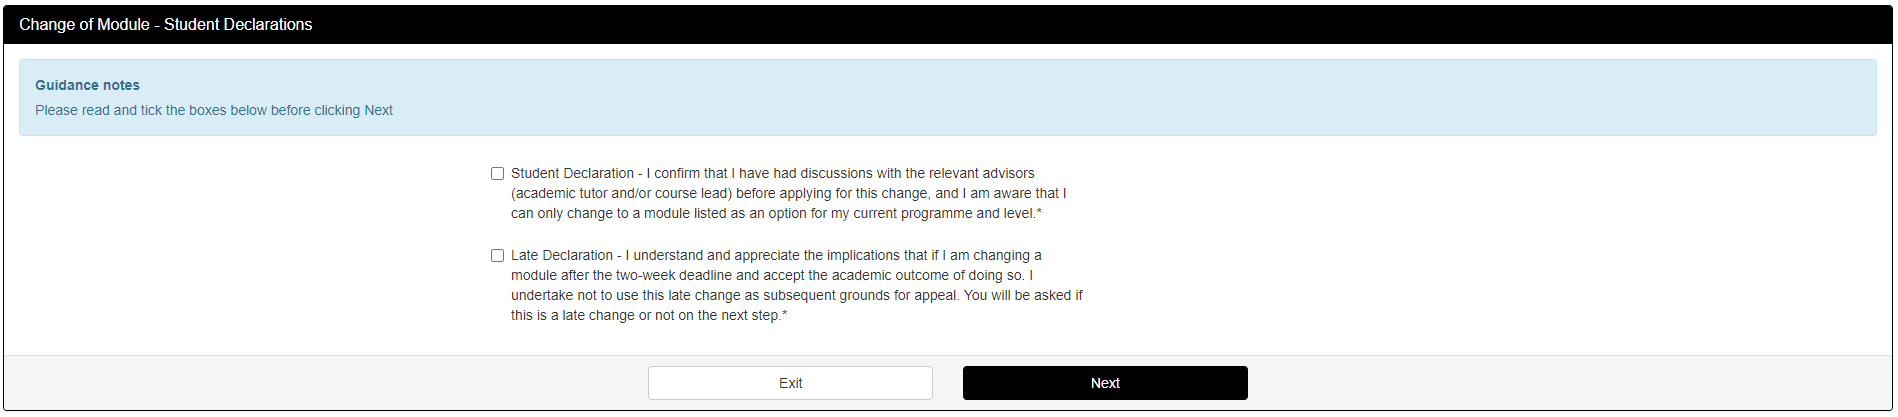 Change of Module - Student Declarations
Guidance notes
Please read and tick the boxes below before clicking Next
Student Declaration - I confirm that I have had discussions with the relevant advisors
(academic tutor and/or course lead) before applying for this change, and I am aware that I
can only change to a module listed as an option for my current programme and level.*
Late Declaration - I understand and appreciate the implications that if I am changing a
module after the two-week deadline and accept the academic outcome of doing so. I
undertake not to use this late change as subsequent grounds for appeal. You will be asked if
this is a late change or not on the next step.*
Exit
Next